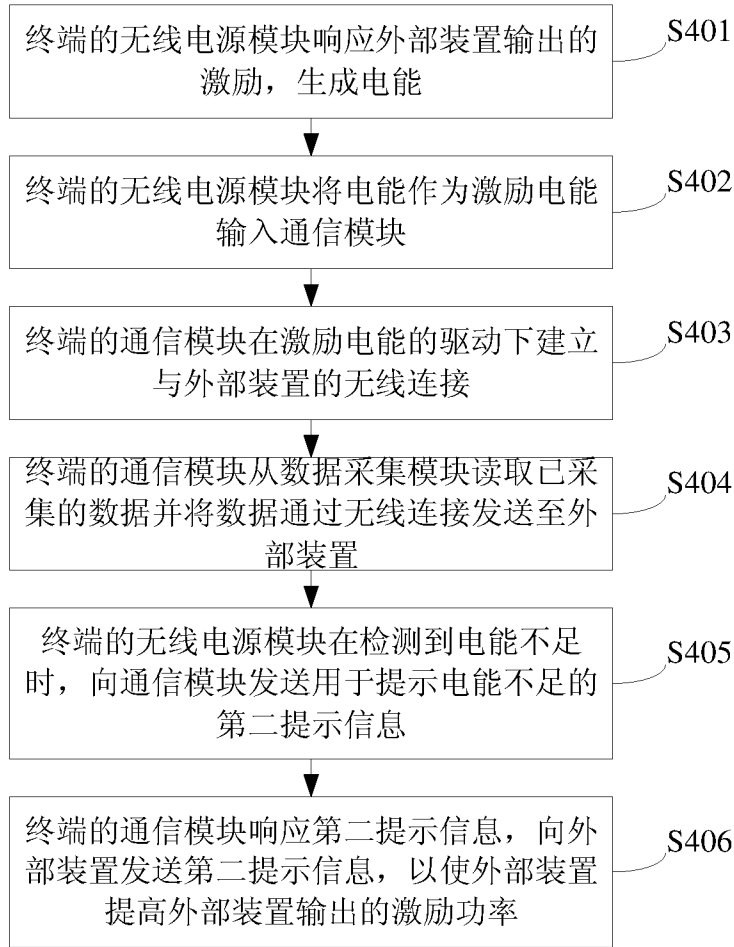 终端的无线电源模块响应外部装置输出的
激励，生成电能
S401
终端的无线电源模块将电能作为激励电能
输入通信模块
S402
终端的通信模块在激励电能的驱动下建立
与外部装置的无线连接
S403
终端的通信模块从数据采集模块读取已采
集的数据并将数据通过无线连接发送至外
部装置
S404
终端的无线电源模块在检测到电能不足
时，向通信模块发送用于提示电能不足的
第二提示信息
S405
终端的通信模块响应第二提示信息，向外
部装置发送第二提示信息，以使外部装置
提高外部装置输出的激励功率
S406